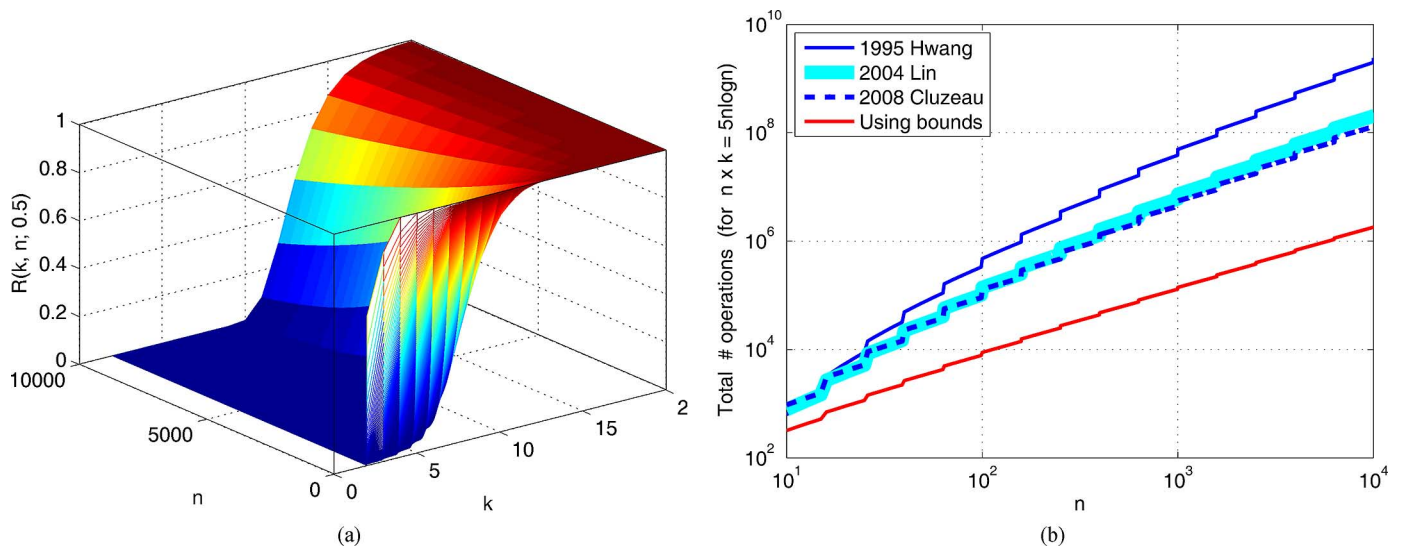 1
0.8
0.6
0.4
0.2
0
10000
5000
0
0
5
10
15
2
R(k, n; 0.5)
n
k
(a)
10^10
10^8
10^6
10^4
10^2
10^1
10^2
10^3
10^4
1995 Hwang
2004 Lin
2008 Cluzeau
Using bounds
Total # operations (for n x k = 5nlogn)
n
(b)